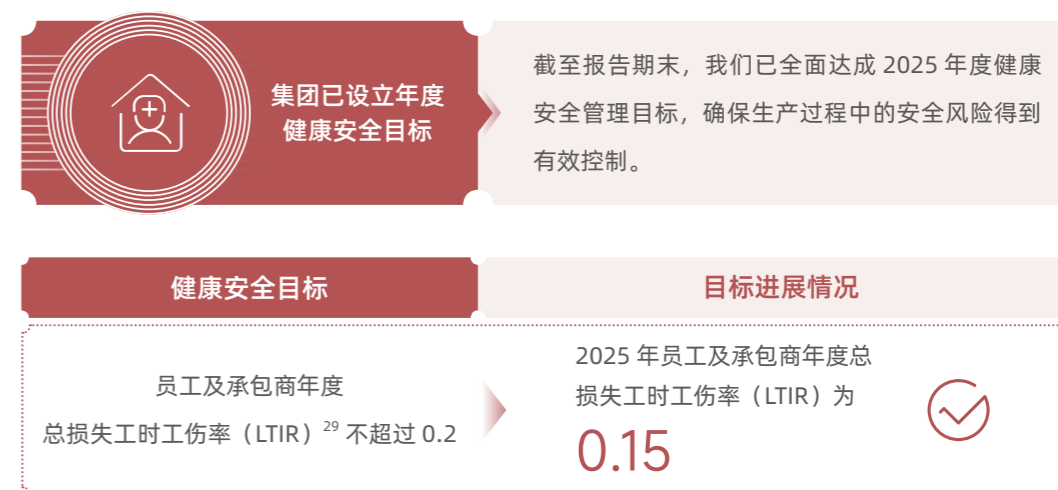 集团已设立年度
健康安全目标
截至报告期末，我们已全面达成 2025 年度健康
安全管理目标，确保生产过程中的安全风险得到
有效控制。
健康安全目标
目标进展情况
员工及承包商年度
总损失工时工伤率（LTIR）29 不超过 0.2
2025 年员工及承包商年度总
损失工时工伤率（LTIR）为
0.15